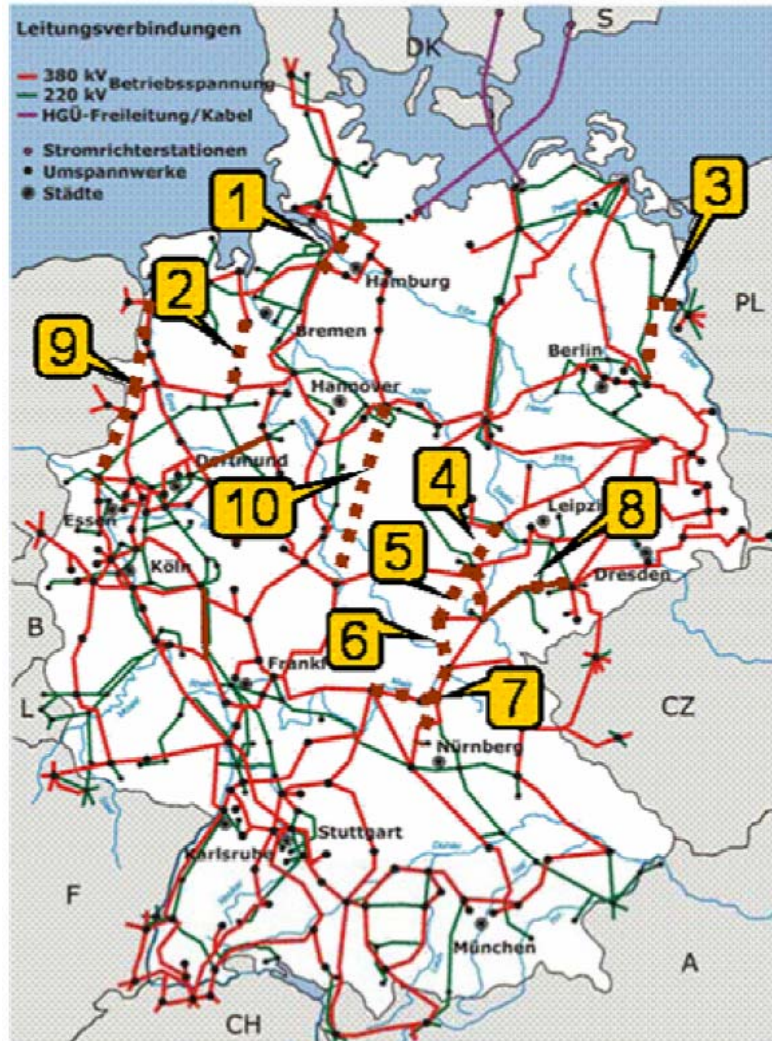 Leitungsverbindungen
380 kV Betriebsspannung
220 kV
HGÜ-Freileitung/Kabel
Stromrichterstationen
Umspannwerke
Städte
DK
S
1
3
Hamburg
2
PL
Bremen
9
Berlin
Hannover
Dortmund
10
4
Leipzi
8
Essen
5
Köln
Dresden
6
B
Frankf
7
L
CZ
Nürnberg
Stuttgart
Karlsruhe
F
München
A
CH